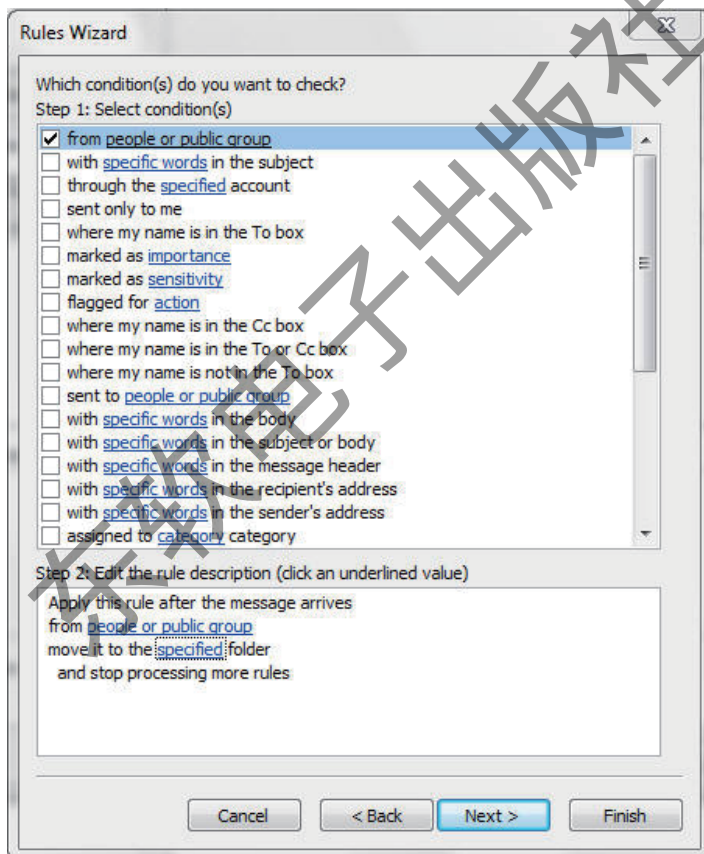 Rules Wizard
Which condition(s) do you want to check?
Step 1: Select condition(s)
from people or public group
with specific words in the subject
through the specified account
sent only to me
where my name is in the To box
marked as importance
marked as sensitivity
flagged for action
where my name is in the Cc box
where my name is in the To or Cc box
where my name is not in the To box
sent to people or public group
with specific words in the body
with specific words in the subject or body
with specific words in the message header
with specific words in the recipient's address
with specific words in the sender's address
assigned to category category
Step 2: Edit the rule description (click an underlined value)
Apply this rule after the message arrives
from people or public group
move it to the specified folder
and stop processing more rules
Cancel
< Back
Next >
Finish
东软电子出版社